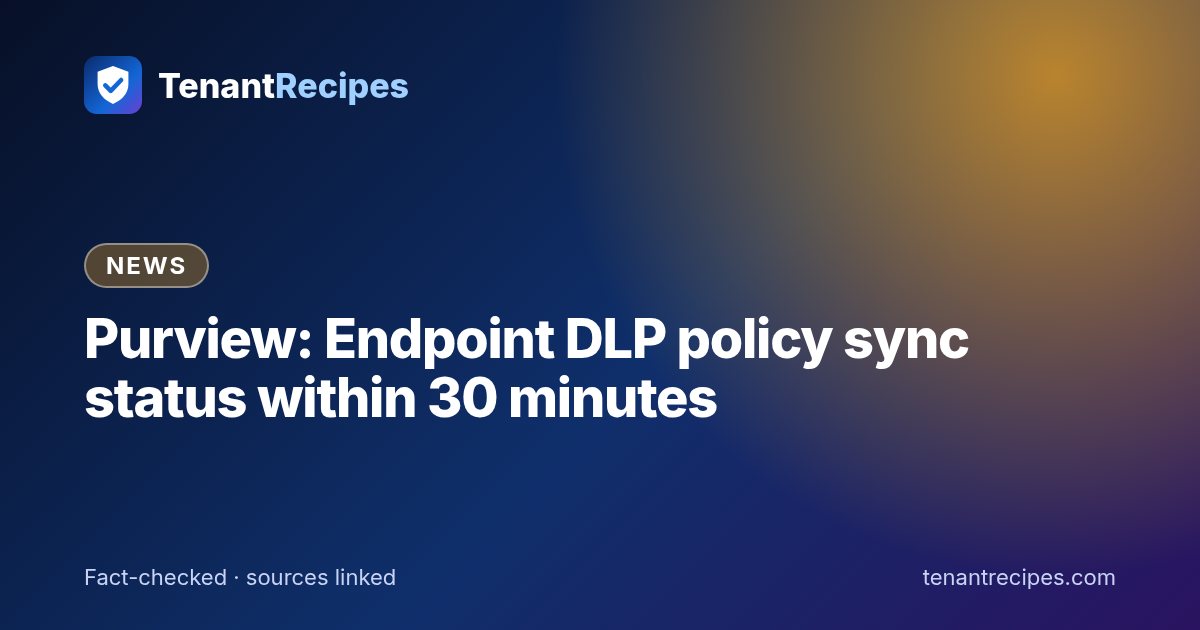 TenantRecipes
NEWS
Purview: Endpoint DLP policy sync
status within 30 minutes
Fact-checked · sources linked
tenantrecipes.com